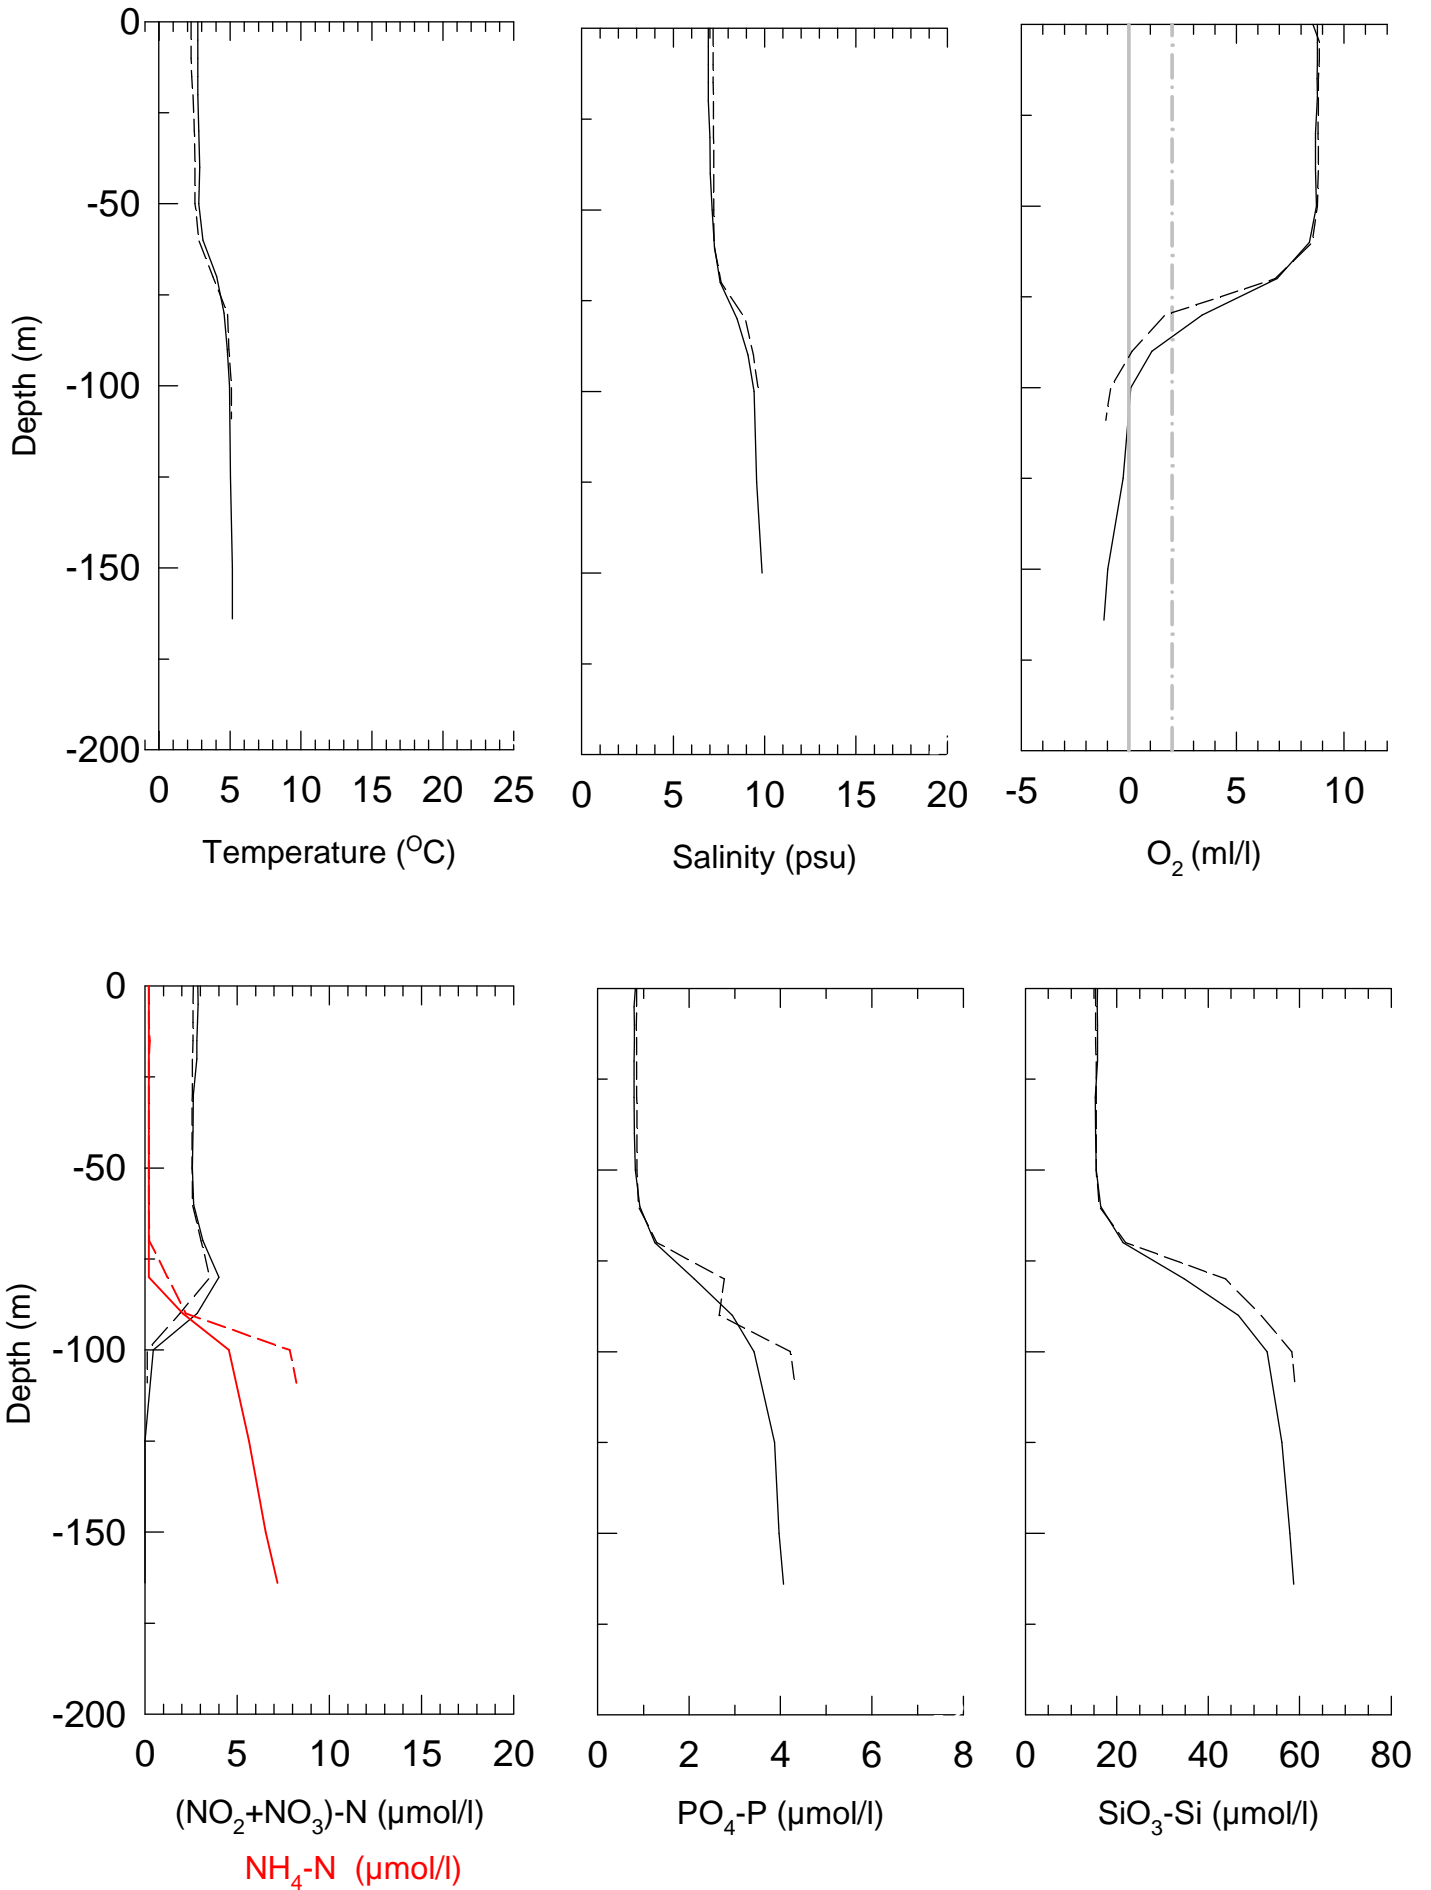 0
-50
-100
-150
-200
Depth (m)
0 5 10 15 20 25
Temperature (OC)
0 5 10 15 20
Salinity (psu)
-5 0 5 10
O2 (ml/l)
0
-50
-100
-150
-200
Depth (m)
0 5 10 15 20
(NO2+NO3)-N (µmol/l)
NH4-N (µmol/l)
0 2 4 6 8
PO4-P (µmol/l)
0 20 40 60 80
SiO3-Si (µmol/l)